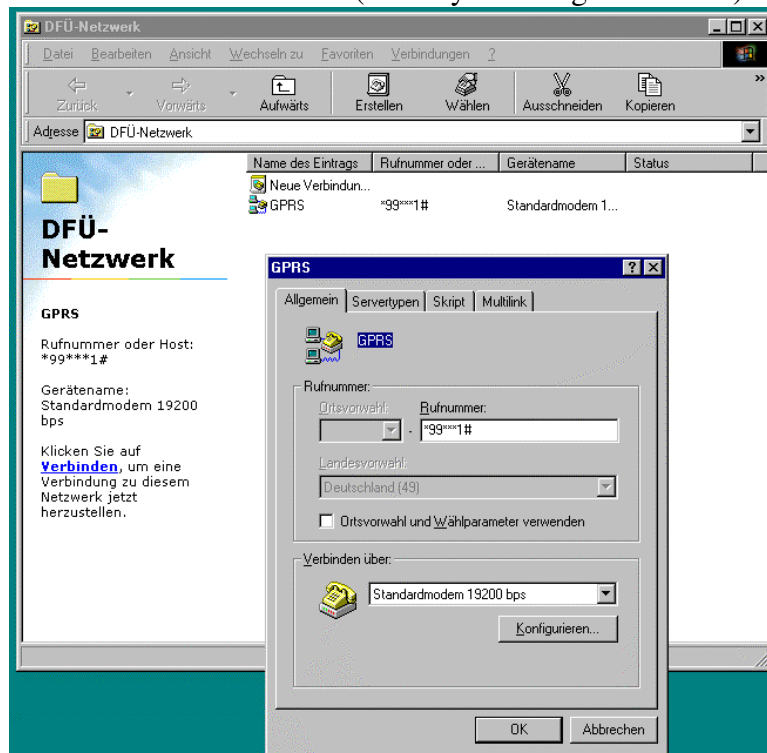 DFÜ-Netzwerk
Datei Bearbeiten Ansicht Wechseln zu Favoriten Verbindungen ?
Zurück Vorwärts Aufwärts Erstellen Wählen Ausschneiden Kopieren »
Adresse DFÜ-Netzwerk
Name des Eintrags Rufnummer oder ... Gerätename Status
Neue Verbindun...
GPRS *99***1# Standardmodem 1...
DFÜ-
Netzwerk
GPRS
Rufnummer oder Host:
*99***1#
Gerätename:
Standardmodem 19200
bps
Klicken Sie auf
Verbinden, um eine
Verbindung zu diesem
Netzwerk jetzt
herzustellen.
GPRS
Allgemein Servertypen Skript Multilink
GPRS
Rufnummer:
Ortsvorwahl: Rufnummer:
- *99***1#
Landesvorwahl:
Deutschland (49)
Ortsvorwahl und Wählparameter verwenden
Verbinden über:
Standardmodem 19200 bps
Konfigurieren...
OK Abbrechen